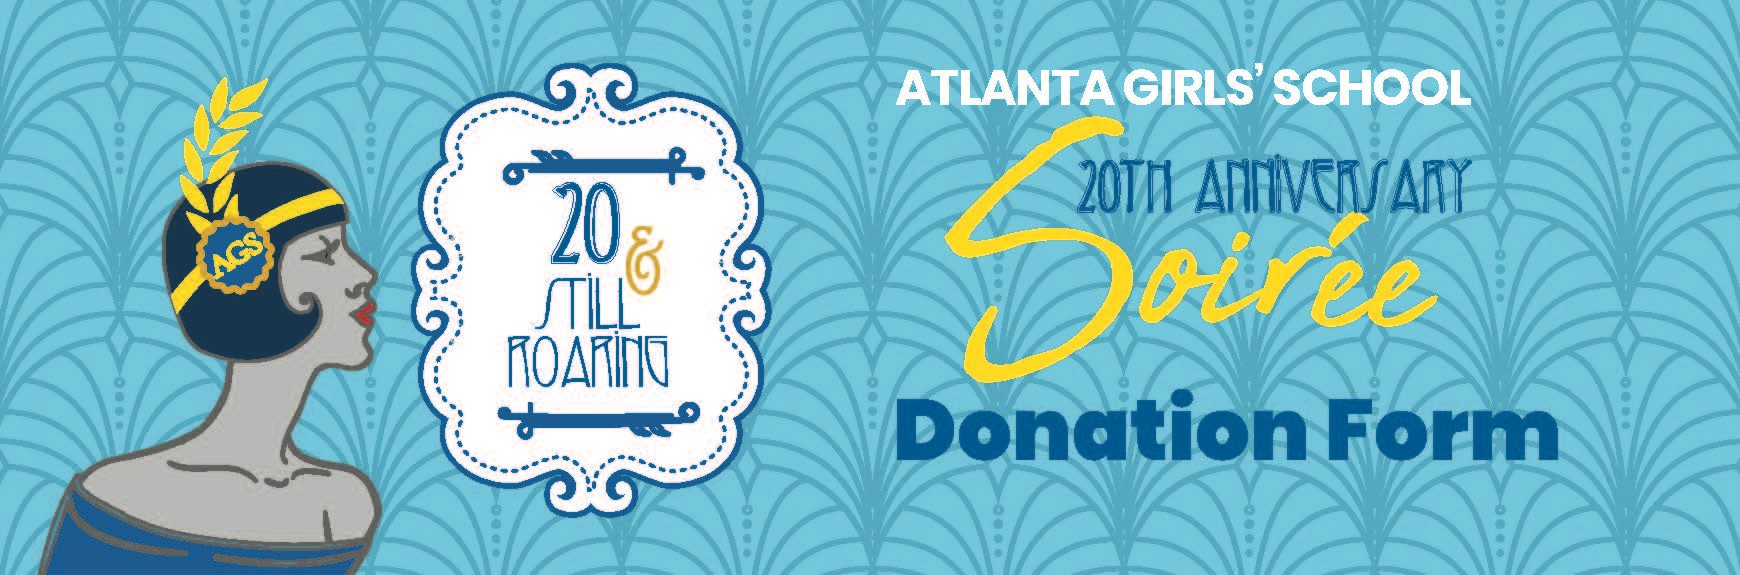 AGS
20 &
STILL
ROARING
ATLANTA GIRLS’ SCHOOL
20TH ANNIVERSARY
Soirée
Donation Form